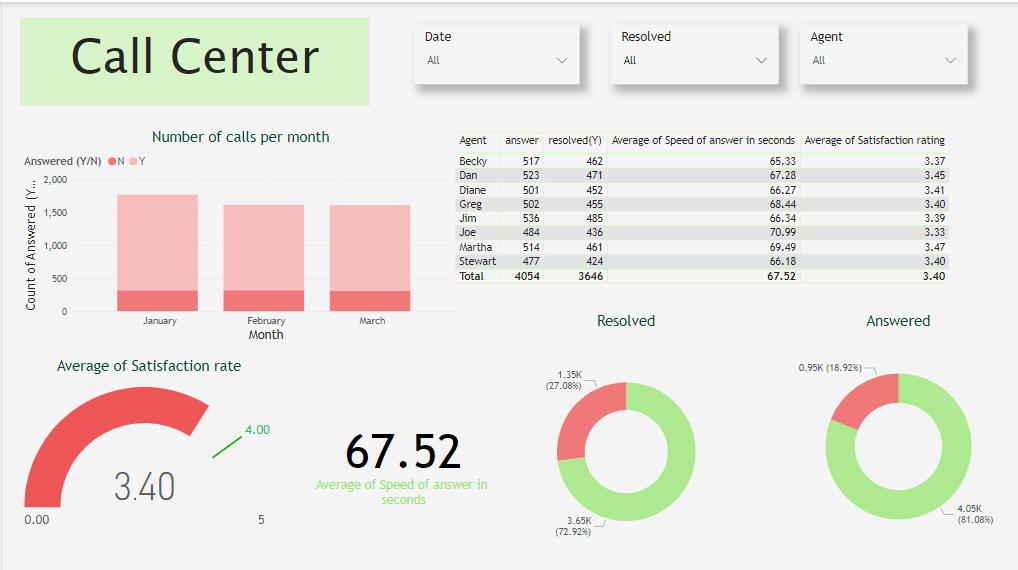 Call Center
Date
All
Resolved
All
Agent
All
Number of calls per month
Answered (Y/N) N Y
Count of Answered (Y...
2,000
1,500
1,000
500
0
January February March
Month
Agent answer resolved(Y) Average of Speed of answer in seconds Average of Satisfaction rating
Becky 517 462 65.33 3.37
Dan 523 471 67.28 3.45
Diane 501 452 66.27 3.41
Greg 502 455 68.44 3.40
Jim 536 485 66.34 3.39
Joe 484 436 70.99 3.33
Martha 514 461 69.49 3.47
Stewart 477 424 66.18 3.40
Total 4054 3646 67.52 3.40
Average of Satisfaction rate
4.00
3.40
0.00 5
67.52
Average of Speed of answer in
seconds
Resolved
1.35K
(27.08%)
3.65K
(72.92%)
Answered
0.95K (18.92%)
4.05K
(81.08%)